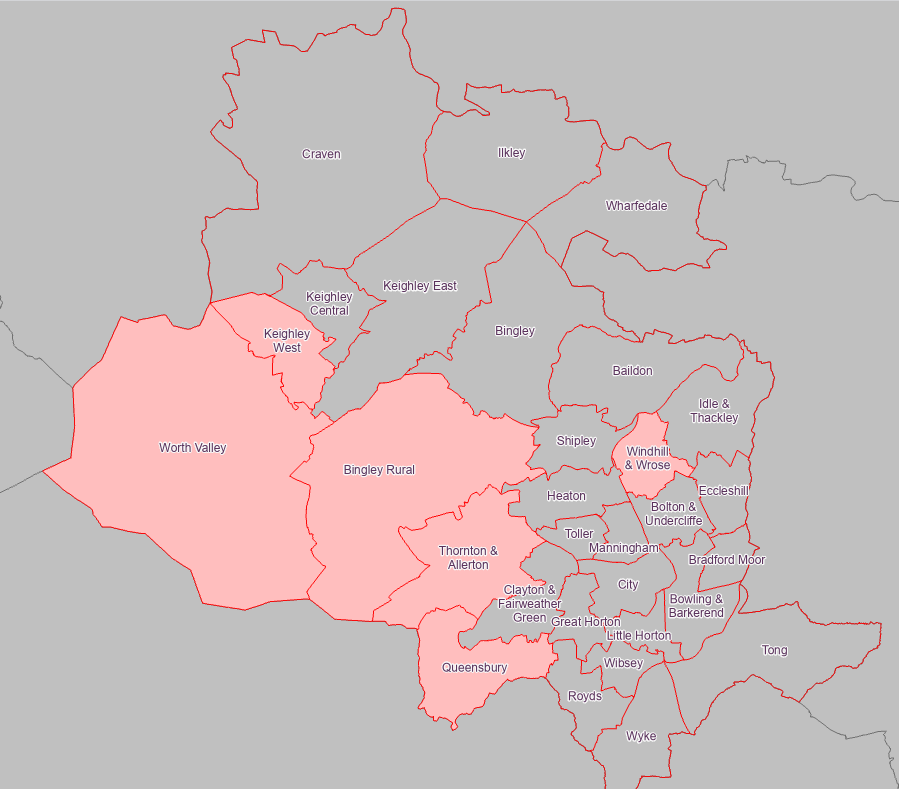 Craven
Ilkley
Wharfedale
Keighley East
Keighley
Central
Keighley
West
Bingley
Baildon
Idle &
Thackley
Worth Valley
Bingley Rural
Shipley
Windhill
& Wrose
Heaton
Eccleshill
Bolton &
Undercliffe
Toller
Manningham
Thornton &
Allerton
Bradford Moor
City
Clayton &
Fairweather
Green
Bowling &
Barkerend
Great Horton
Little Horton
Tong
Queensbury
Wibsey
Royds
Wyke